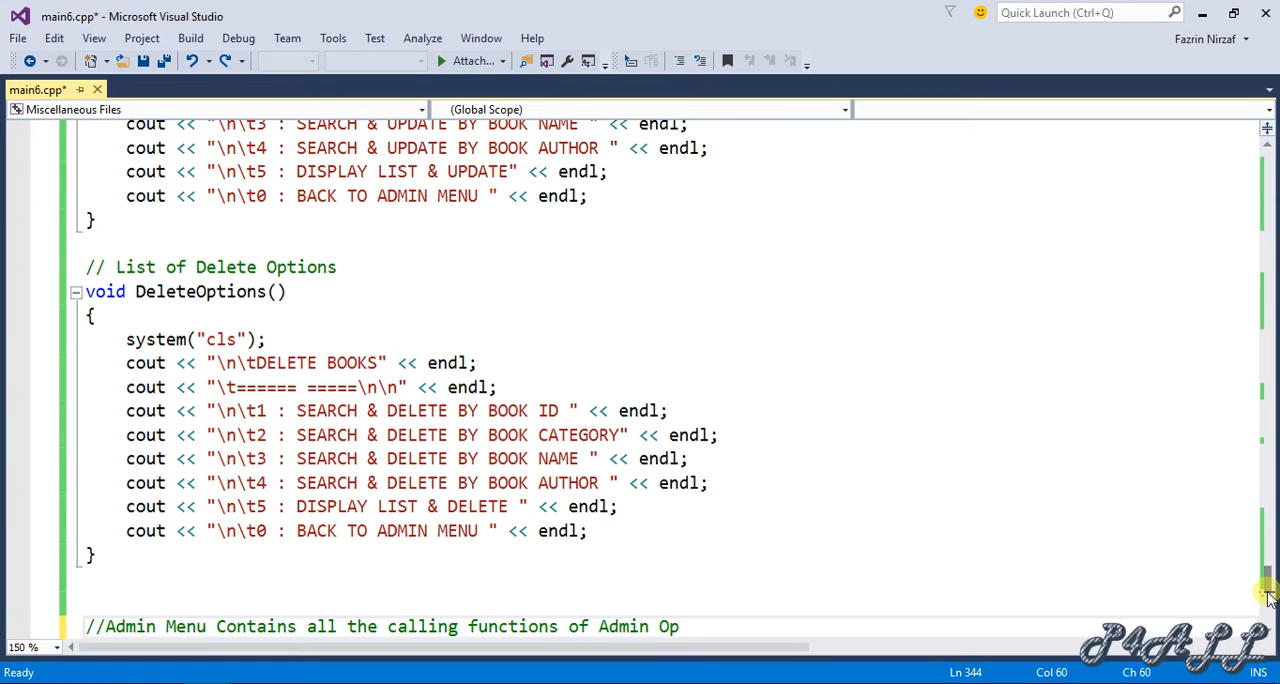 main6.cpp* - Microsoft Visual Studio
Quick Launch (Ctrl+Q)
File Edit View Project Build Debug Team Tools Test Analyze Window Help
Fazrin Nirzaf
Attach...
main6.cpp*
Miscellaneous Files
(Global Scope)
cout << "\n\t3 : SEARCH & UPDATE BY BOOK NAME " << endl;
cout << "\n\t4 : SEARCH & UPDATE BY BOOK AUTHOR " << endl;
cout << "\n\t5 : DISPLAY LIST & UPDATE" << endl;
cout << "\n\t0 : BACK TO ADMIN MENU " << endl;
}
// List of Delete Options
void DeleteOptions()
{
system("cls");
cout << "\n\tDELETE BOOKS" << endl;
cout << "\t====== =====\n\n" << endl;
cout << "\n\t1 : SEARCH & DELETE BY BOOK ID " << endl;
cout << "\n\t2 : SEARCH & DELETE BY BOOK CATEGORY" << endl;
cout << "\n\t3 : SEARCH & DELETE BY BOOK NAME " << endl;
cout << "\n\t4 : SEARCH & DELETE BY BOOK AUTHOR " << endl;
cout << "\n\t5 : DISPLAY LIST & DELETE " << endl;
cout << "\n\t0 : BACK TO ADMIN MENU " << endl;
}
//Admin Menu Contains all the calling functions of Admin Op
150 %
P4ALL
Ready
Ln 344
Col 60
Ch 60
INS